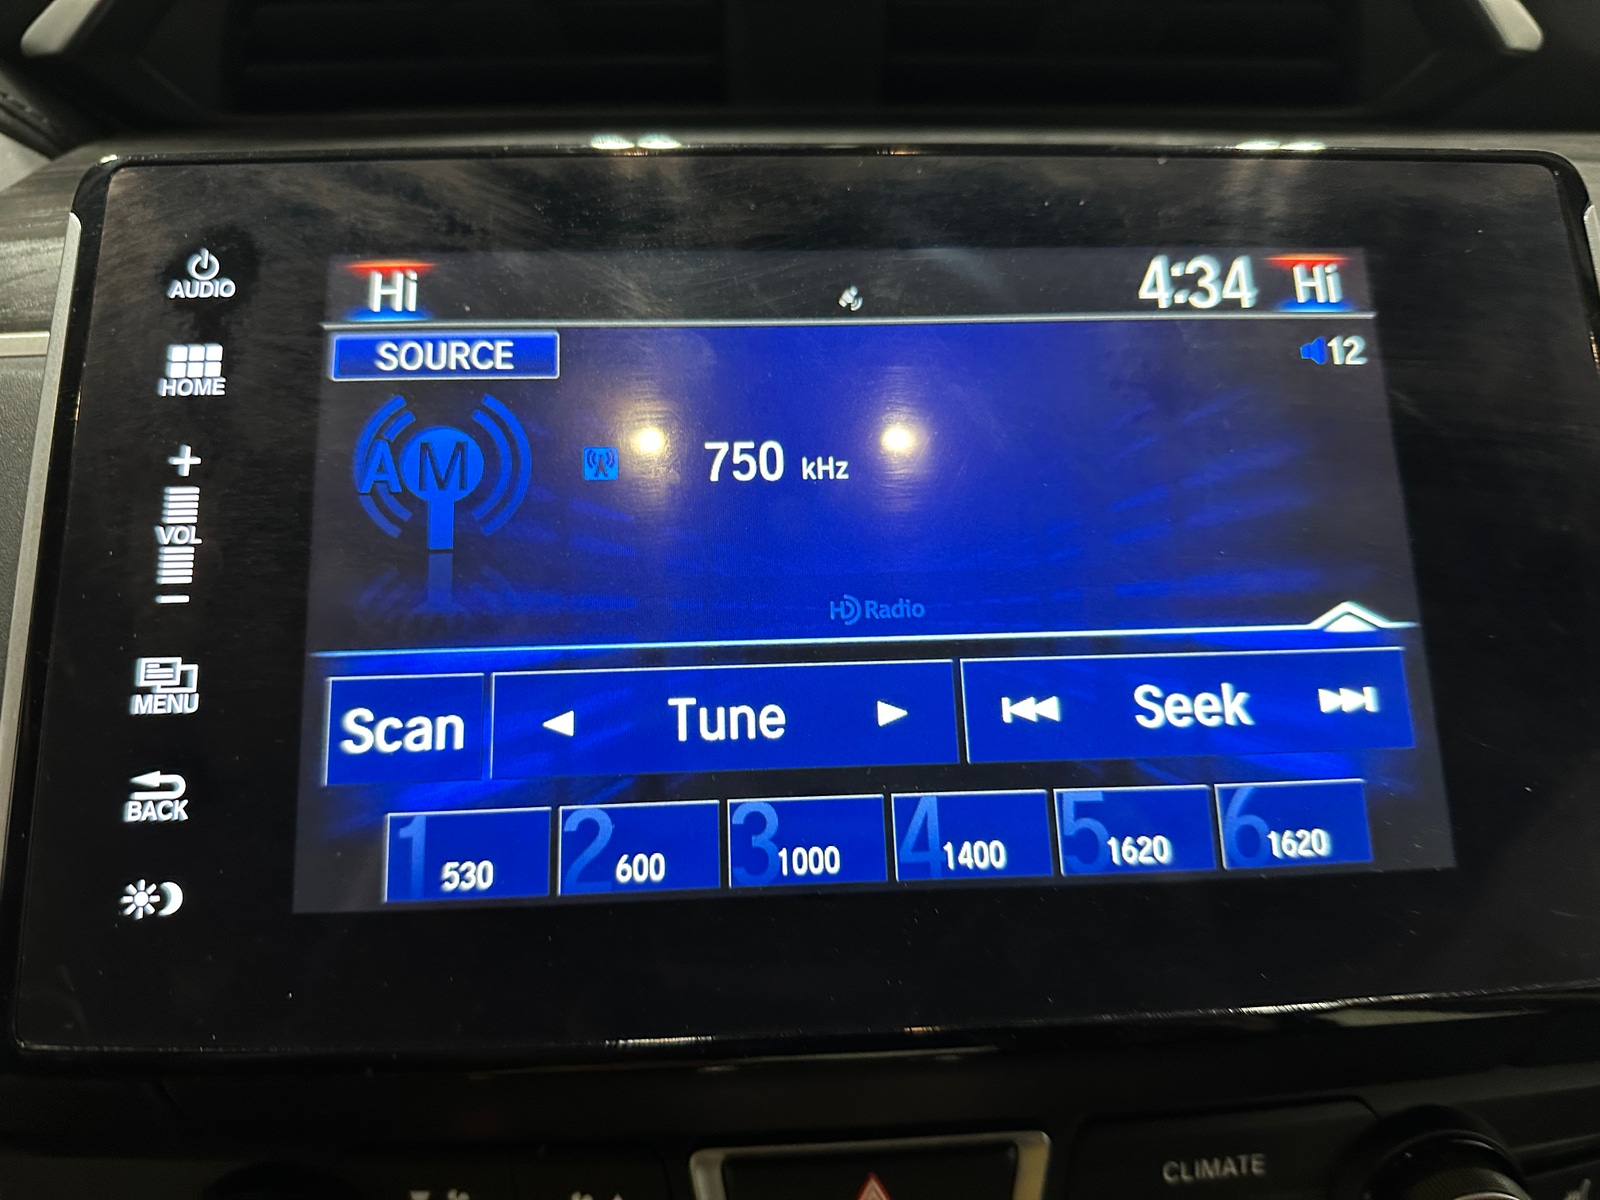 AUDIO
Hi
4:34
Hi
SOURCE
12
HOME
AM
750 kHz
+
VOL
−
HD Radio
MENU
Scan
Tune
Seek
BACK
1 530
2 600
3 1000
4 1400
5 1620
6 1620
CLIMATE